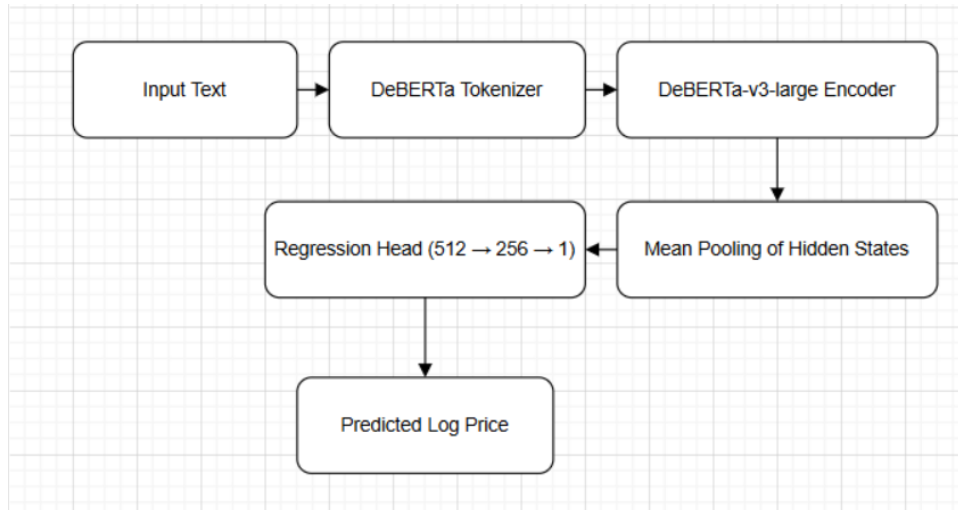 Input Text
DeBERTa Tokenizer
DeBERTa-v3-large Encoder
Mean Pooling of Hidden States
Regression Head (512 → 256 → 1)
Predicted Log Price